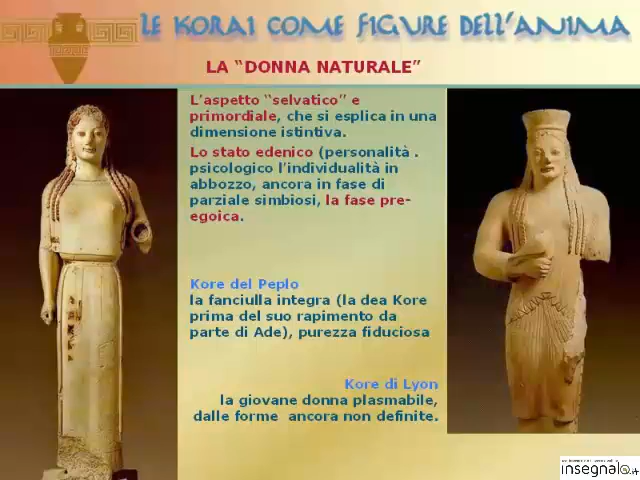 LE KORAI COME FIGURE DELL'ANIMA
LA “DONNA NATURALE”
L’aspetto “selvatico” e
primordiale, che si esplica in una
dimensione istintiva.
Lo stato edenico (personalità .
psicologico l’individualità in
abbozzo, ancora in fase di
parziale simbiosi, la fase pre-
egoica.
Kore del Peplo
la fanciulla integra (la dea Kore
prima del suo rapimento da
parte di Ade), purezza fiduciosa
Kore di Lyon
la giovane donna plasmabile,
dalle forme ancora non definite.
insegnalo.it